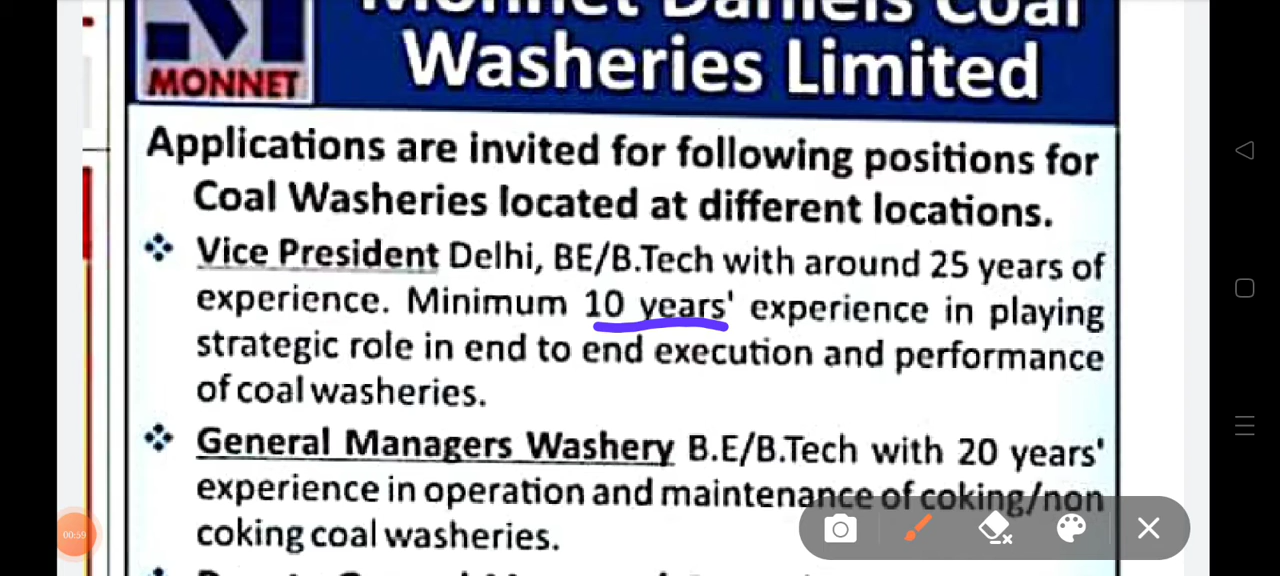 Monnet Daniels Coal
Washeries Limited
MONNET
Applications are invited for following positions for
Coal Washeries located at different locations.
❖ Vice President Delhi, BE/B.Tech with around 25 years of
experience. Minimum 10 years' experience in playing
strategic role in end to end execution and performance
of coal washeries.
❖ General Managers Washery B.E/B.Tech with 20 years'
experience in operation and maintenance of coking/non
coking coal washeries.
00:59